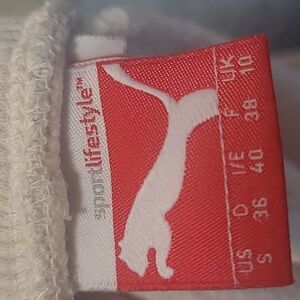 sportlifestyle™
UK 10
F 38
I/E 40
D 36
US S